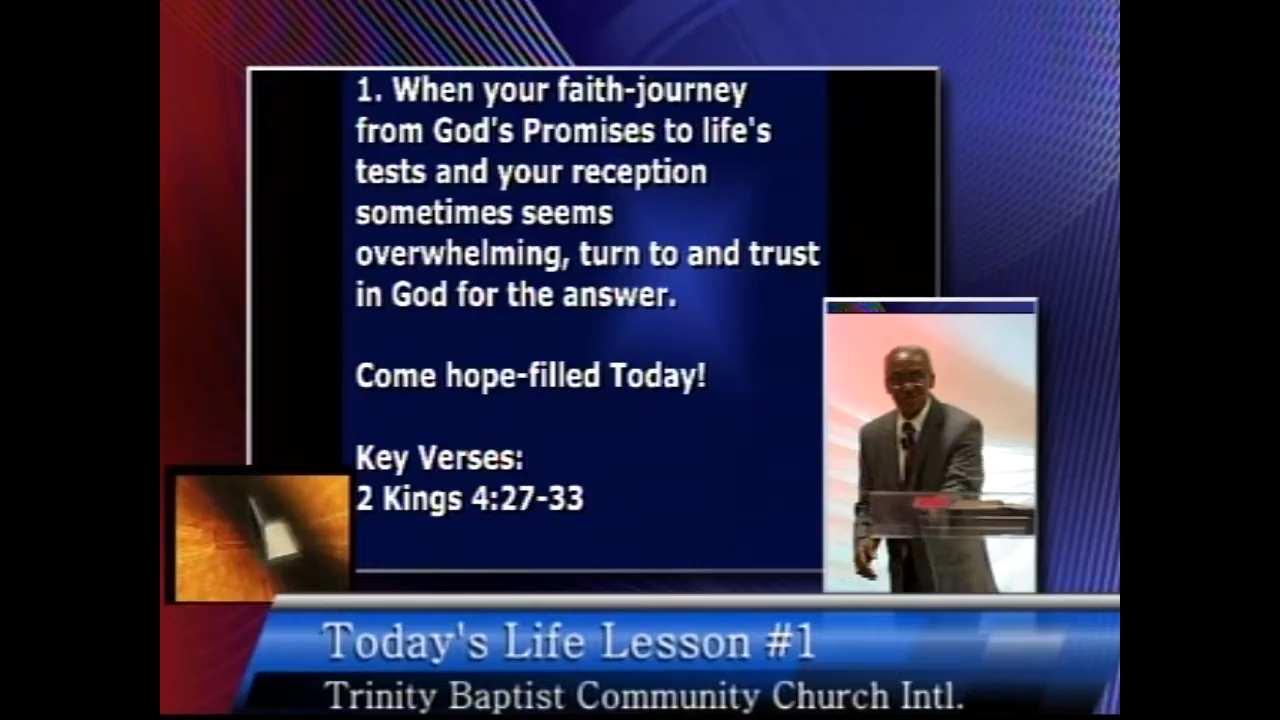 1. When your faith-journey
from God's Promises to life's
tests and your reception
sometimes seems
overwhelming, turn to and trust
in God for the answer.
Come hope-filled Today!
Key Verses:
2 Kings 4:27-33
Today's Life Lesson #1
Trinity Baptist Community Church Intl.